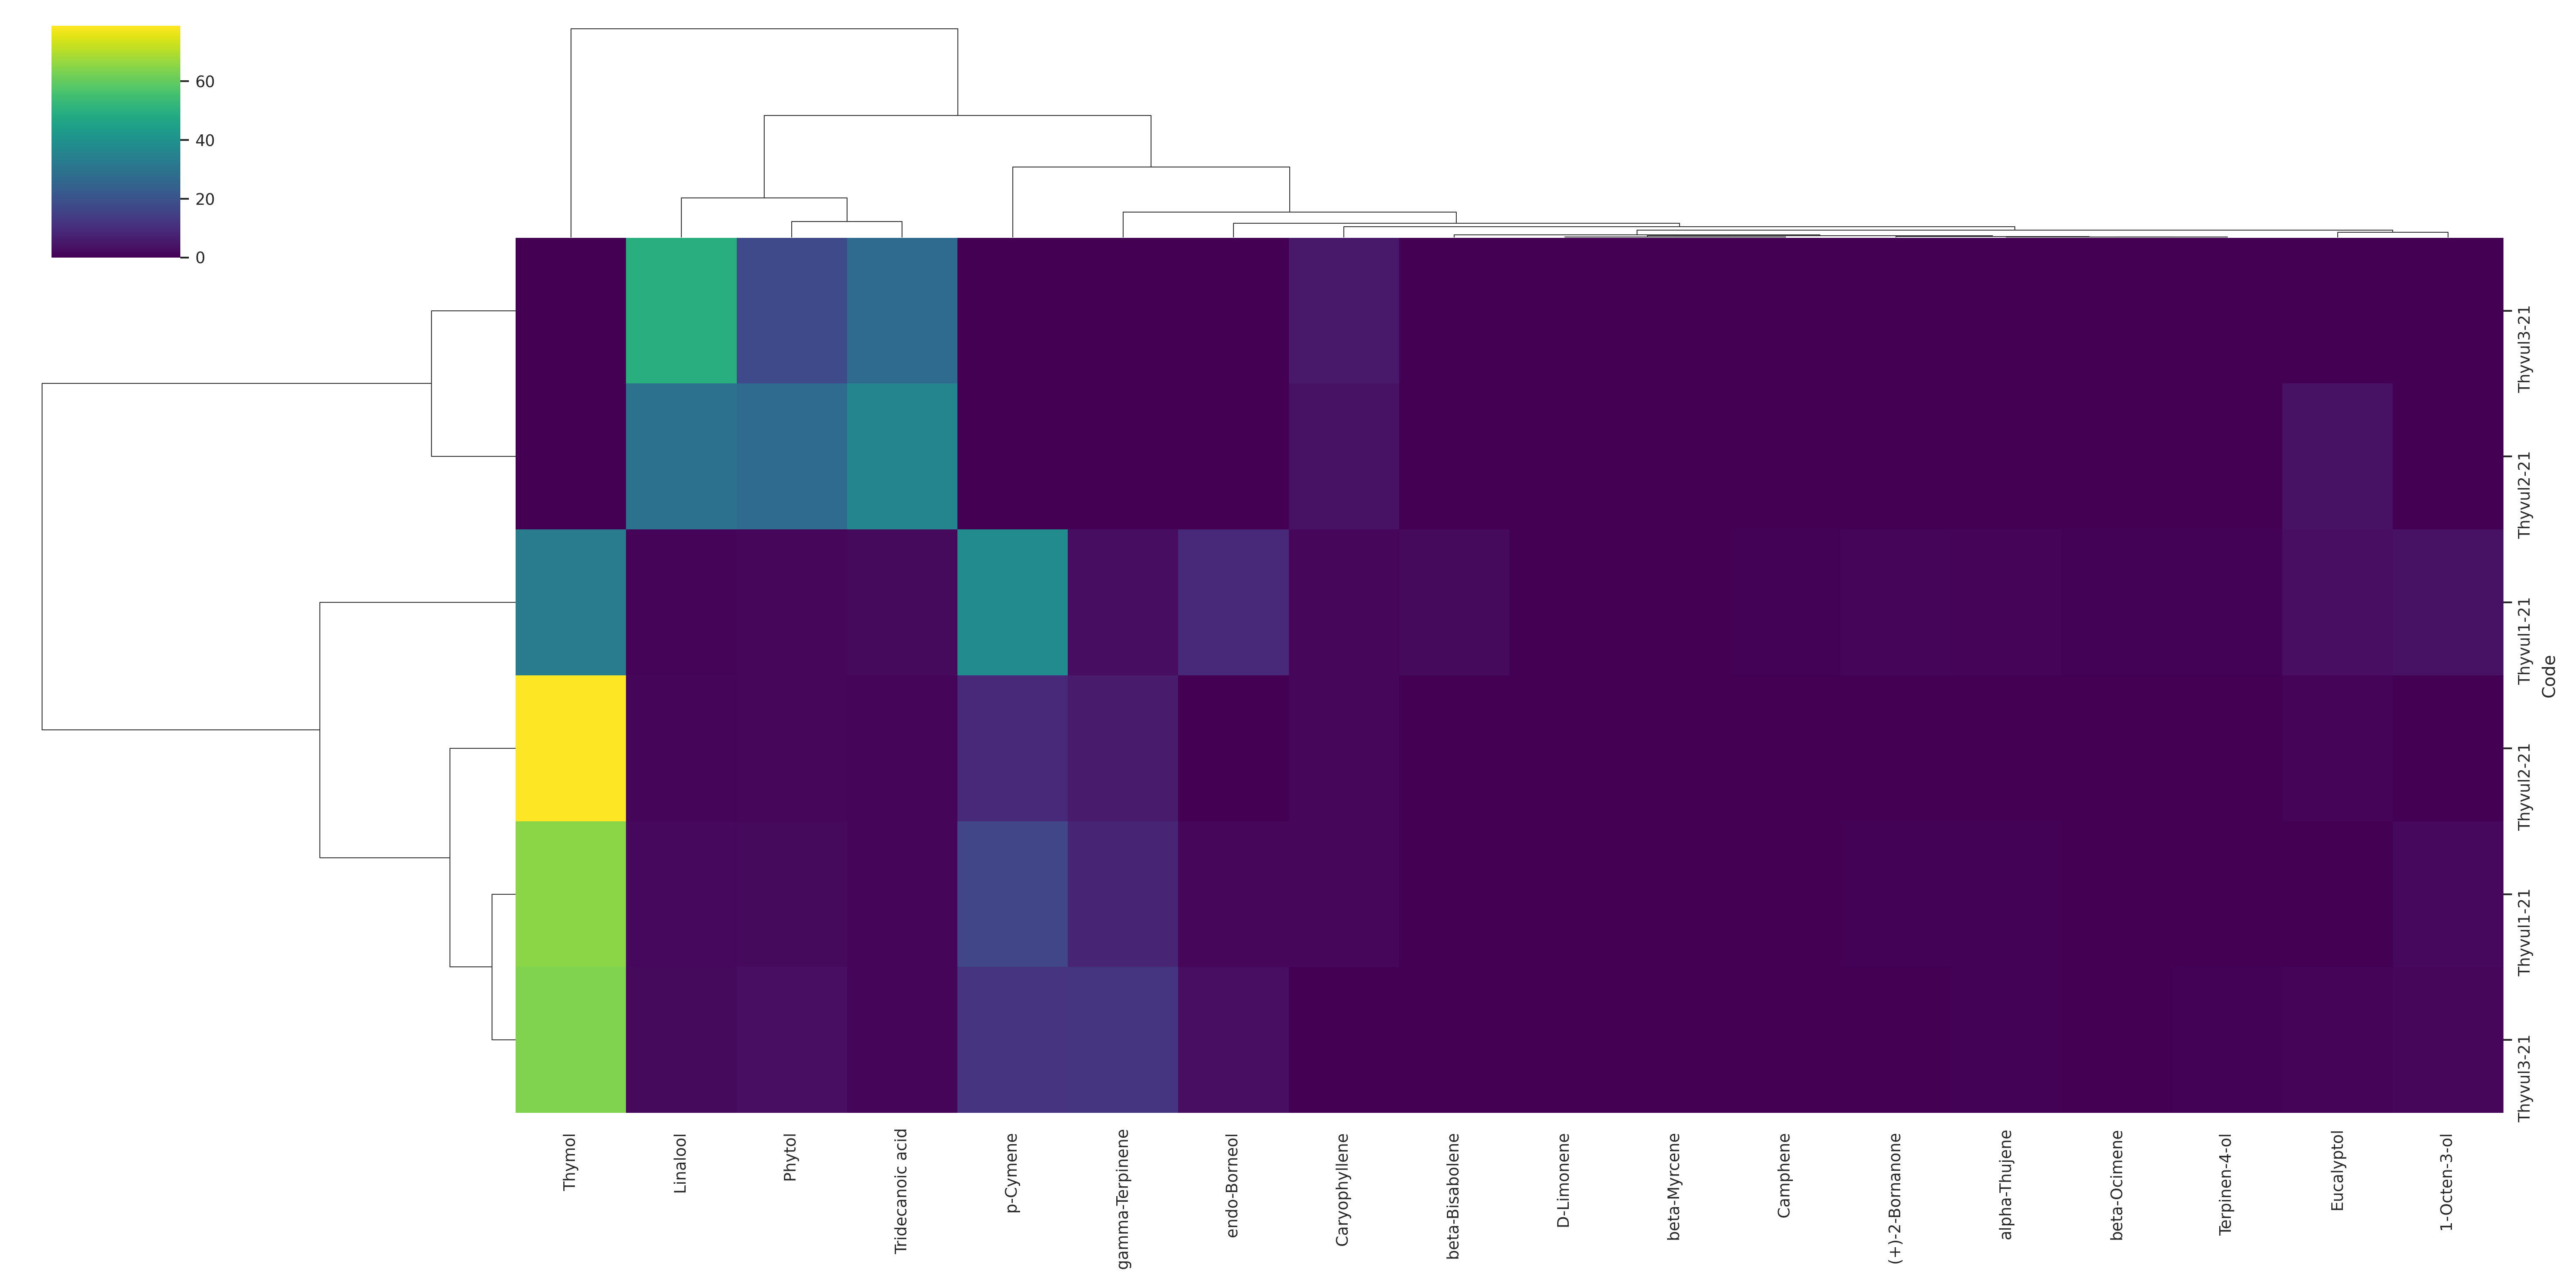 60
40
20
0
Thyvul3-21
Thyvul2-21
Thyvul1-21
Thyvul2-21
Thyvul1-21
Thyvul3-21
Code
Thymol
Linalool
Phytol
Tridecanoic acid
p-Cymene
gamma-Terpinene
endo-Borneol
Caryophyllene
beta-Bisabolene
D-Limonene
beta-Myrcene
Camphene
(+)-2-Bornanone
alpha-Thujene
beta-Ocimene
Terpinen-4-ol
Eucalyptol
1-Octen-3-ol